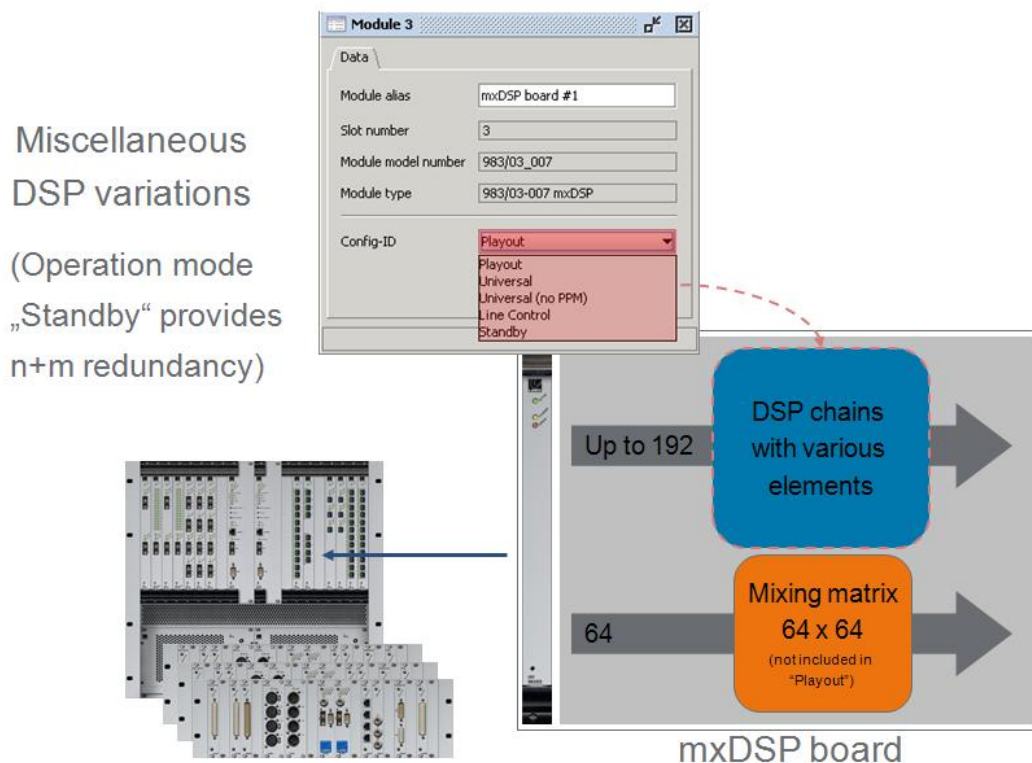 Module 3
Data
Module alias
mxDSP board #1
Slot number
3
Module model number
983/03_007
Module type
983/03-007 mxDSP
Config-ID
Playout
Playout
Universal
Universal (no PPM)
Line Control
Standby
Miscellaneous
DSP variations
(Operation mode
„Standby“ provides
n+m redundancy)
Up to 192
DSP chains
with various
elements
64
Mixing matrix
64 x 64
(not included in
“Playout”)
mxDSP board